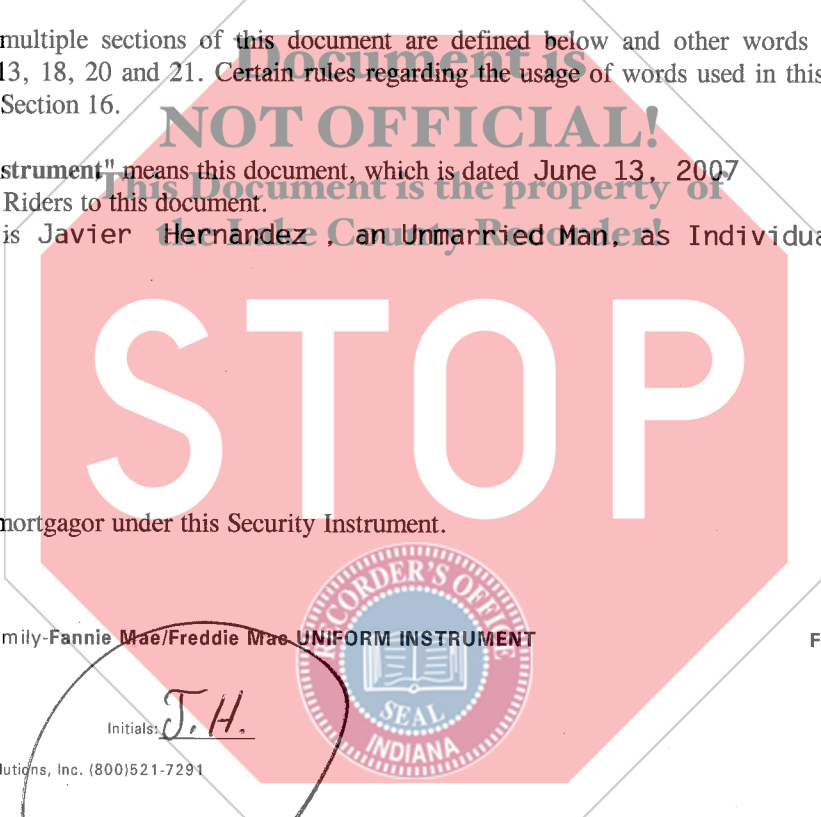 multiple sections of this document are defined below and other words
Document is
13, 18, 20 and 21. Certain rules regarding the usage of words used in this
Section 16.
NOT OFFICIAL!
strument" means this document, which is dated June 13, 2007
This Document is the property of
Riders to this document.
is Javier Hernandez , an Unmarried Man, as Individua
the Lake County Recorder!
STOP
mortgagor under this Security Instrument.
RECORDER'S OFFICE
mily-Fannie Mae/Freddie Mac UNIFORM INSTRUMENT F
SEAL
INDIANA
Initials: J.H.
lutions, Inc. (800)521-7291